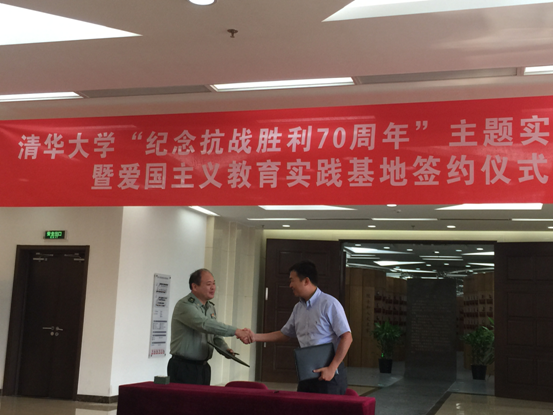 清华大学“纪念抗战胜利70周年”主题实
暨爱国主义教育实践基地签约仪式